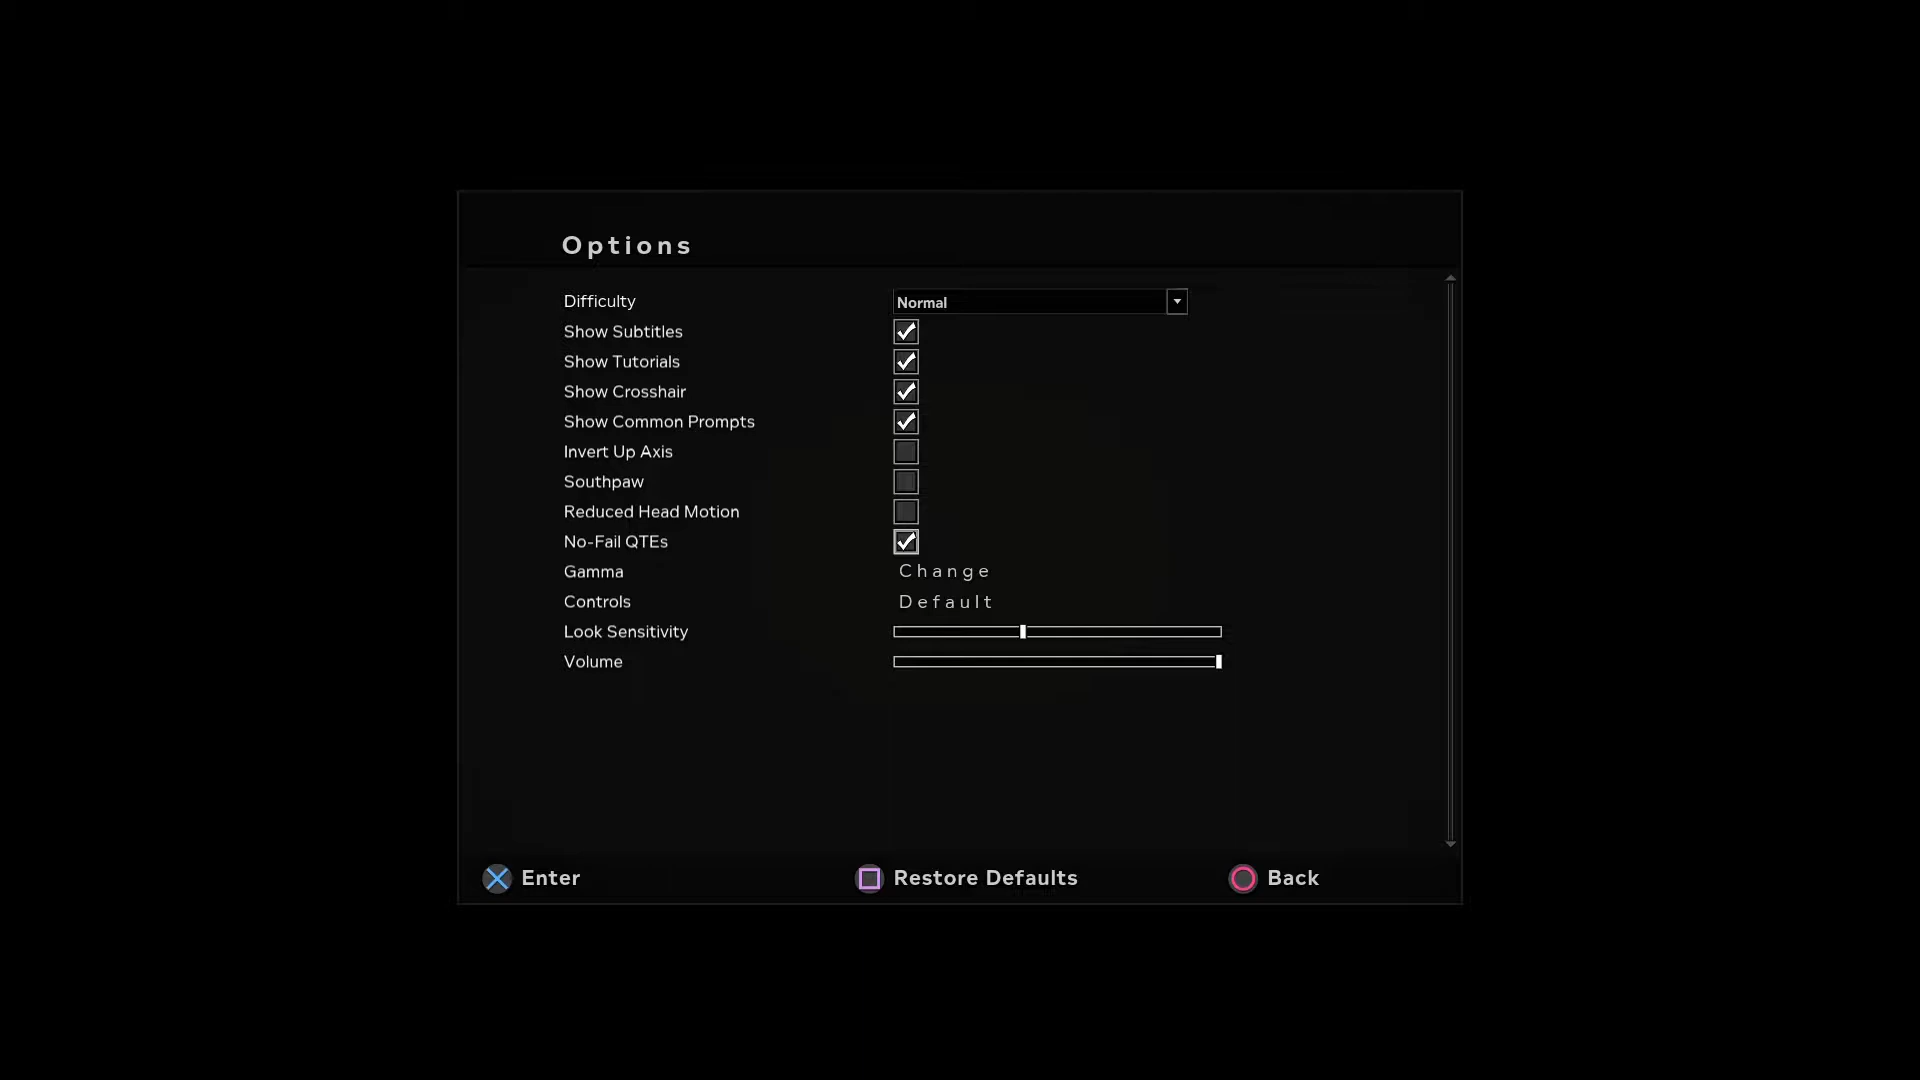 Options
Difficulty Normal
Show Subtitles
Show Tutorials
Show Crosshair
Show Common Prompts
Invert Up Axis
Southpaw
Reduced Head Motion
No-Fail QTEs
Gamma Change
Controls Default
Look Sensitivity
Volume
Enter Restore Defaults Back